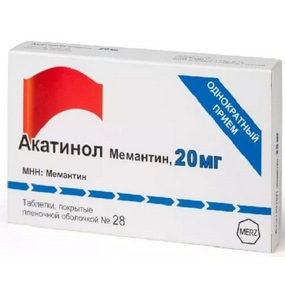 ОДНОКРАТНЫЙ
ПРИЕМ
Акатинол Мемантин, 20мг
МНН: Мемантин
Таблетки, покрытые
пленочной оболочкой № 28
MERZ